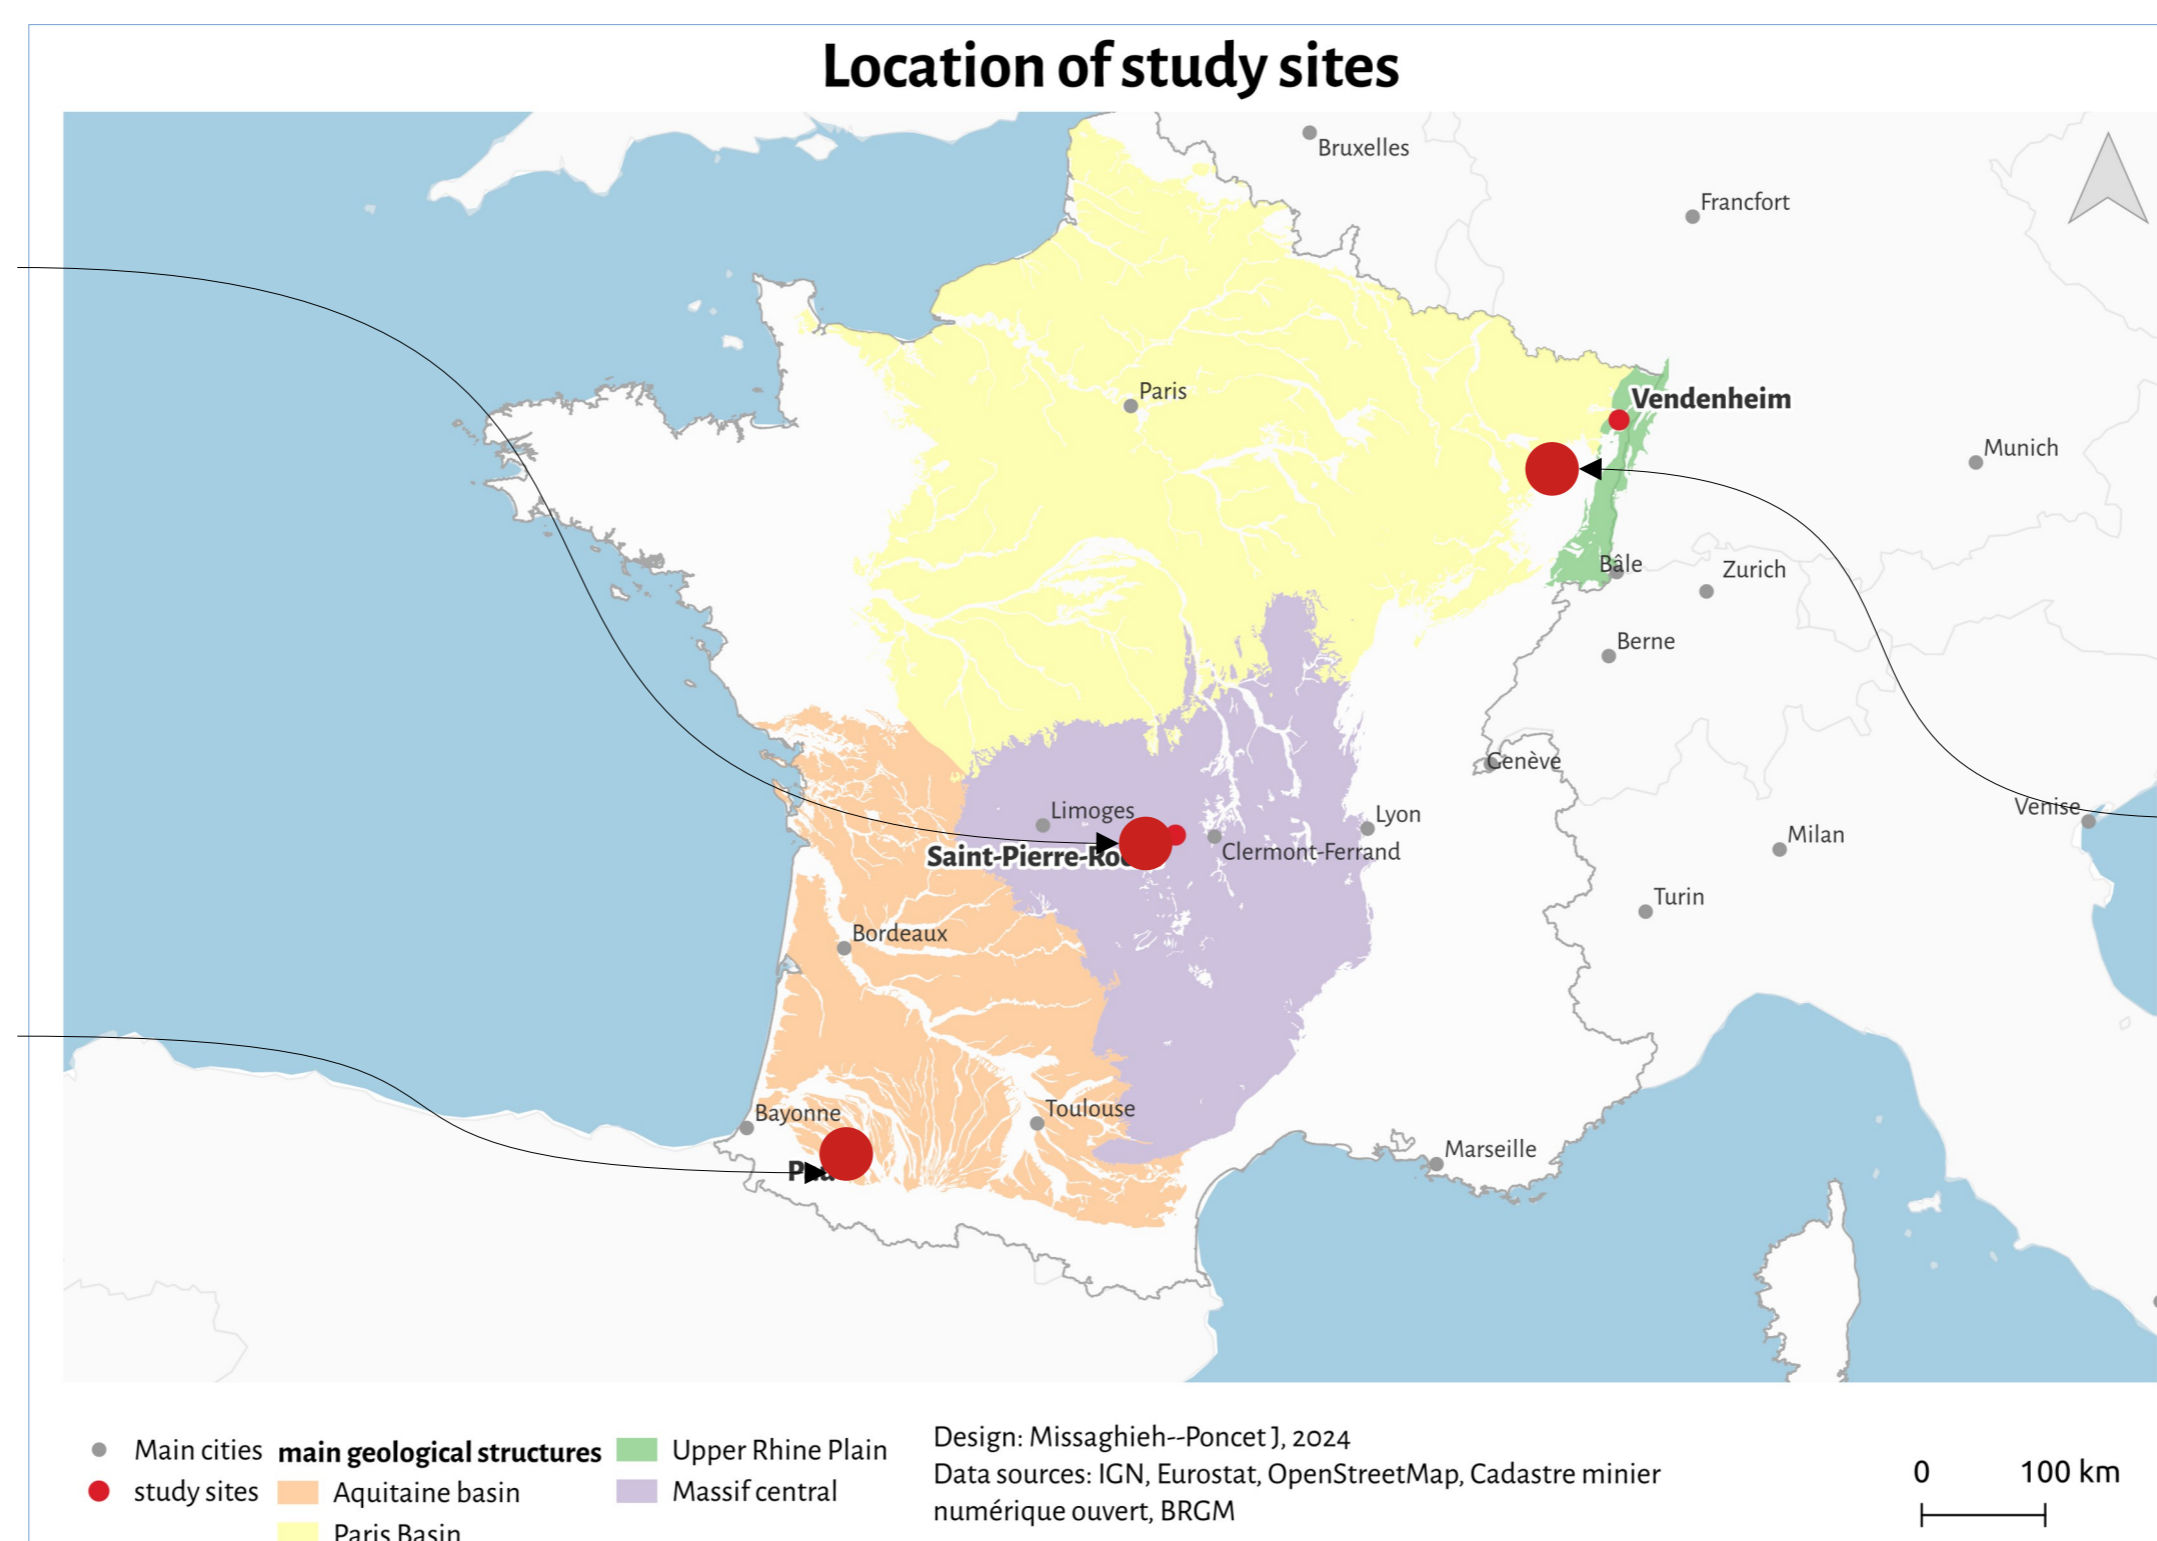 Location of study sites
Bruxelles
Francfort
Paris
Vendenheim
Munich
Bâle
Zurich
Berne
Genève
Venise
Limoges
Lyon
Milan
Clermont-Ferrand
Turin
Bordeaux
Bayonne
Toulouse
Marseille
Main cities
study sites
main geological structures
Aquitaine basin
Paris Basin
Upper Rhine Plain
Massif central
Design: Missaghieh--Poncet J, 2024
Data sources: IGN, Eurostat, OpenStreetMap, Cadastre minier
numérique ouvert, BRGM
0 100 km